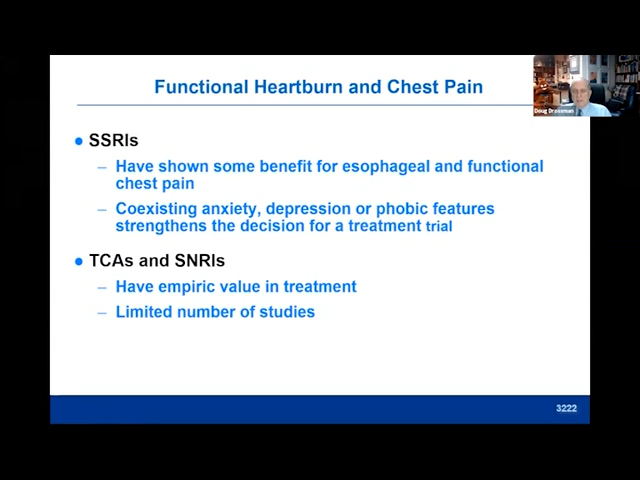 Functional Heartburn and Chest Pain
Doug Drossman
● SSRIs
– Have shown some benefit for esophageal and functional
chest pain
– Coexisting anxiety, depression or phobic features
strengthens the decision for a treatment trial
● TCAs and SNRIs
– Have empiric value in treatment
– Limited number of studies
3222